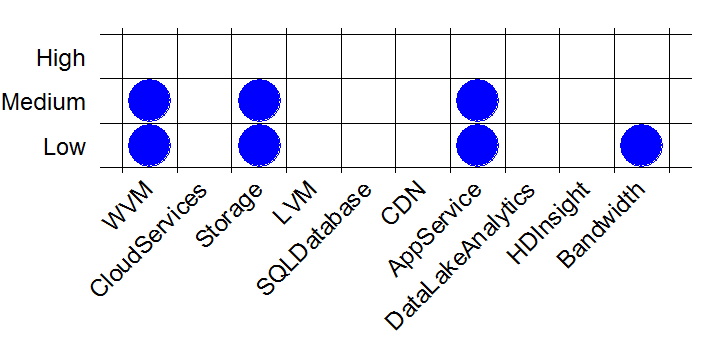 High
Medium
Low
WVM
CloudServices
Storage
LVM
SQLDatabase
CDN
AppService
DataLakeAnalytics
HDInsight
Bandwidth